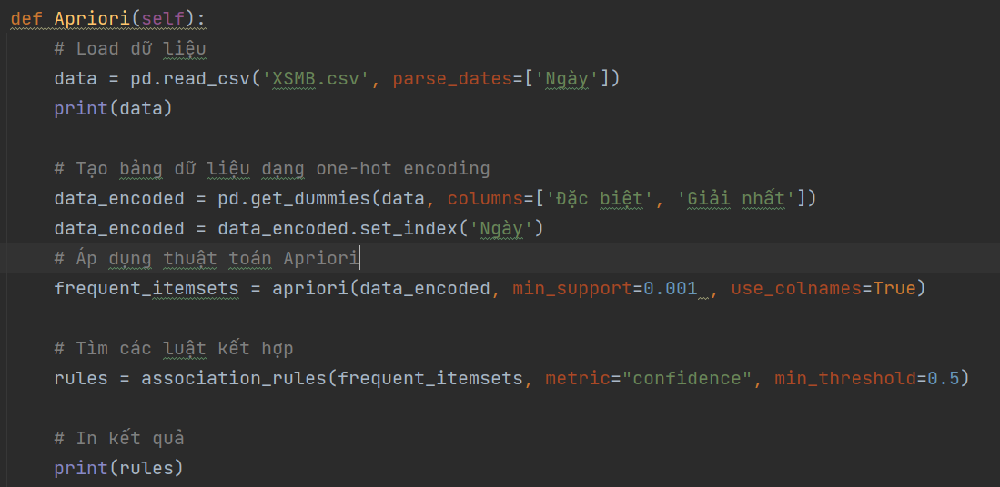 def Apriori(self):
# Load dữ liệu
data = pd.read_csv('XSMB.csv', parse_dates=['Ngày'])
print(data)
# Tạo bảng dữ liệu dạng one-hot encoding
data_encoded = pd.get_dummies(data, columns=['Đặc biệt', 'Giải nhất'])
data_encoded = data_encoded.set_index('Ngày')
# Áp dụng thuật toán Apriori
frequent_itemsets = apriori(data_encoded, min_support=0.001 , use_colnames=True)
# Tìm các luật kết hợp
rules = association_rules(frequent_itemsets, metric="confidence", min_threshold=0.5)
# In kết quả
print(rules)